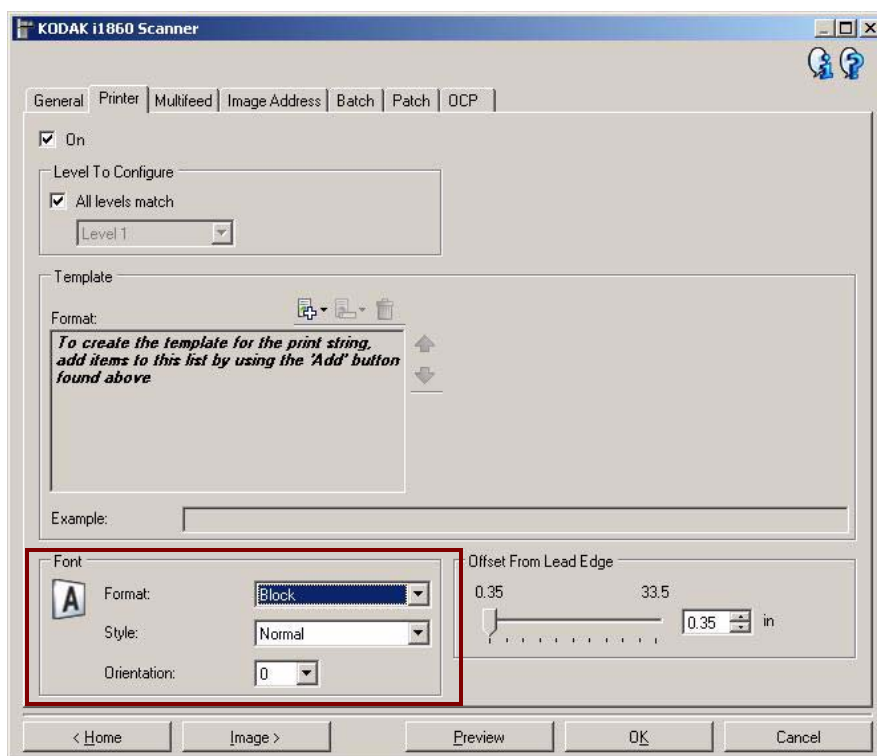 KODAK i1860 Scanner
General Printer Multifeed Image Address Batch Patch OCP
On
Level To Configure
All levels match
Level 1
Template
Format:
To create the template for the print string,
add items to this list by using the 'Add' button
found above
Example:
Font
A
Format: Block
Style: Normal
Orientation: 0
Offset From Lead Edge
0.35 33.5
0.35 in
< Home Image > Preview OK Cancel